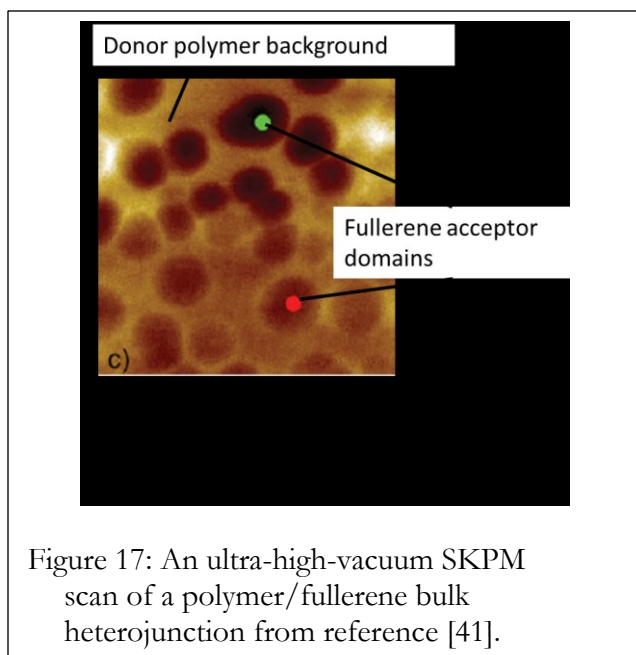 Donor polymer background
Fullerene acceptor
domains
c)
Figure 17: An ultra-high-vacuum SKPM
scan of a polymer/fullerene bulk
heterojunction from reference [41].